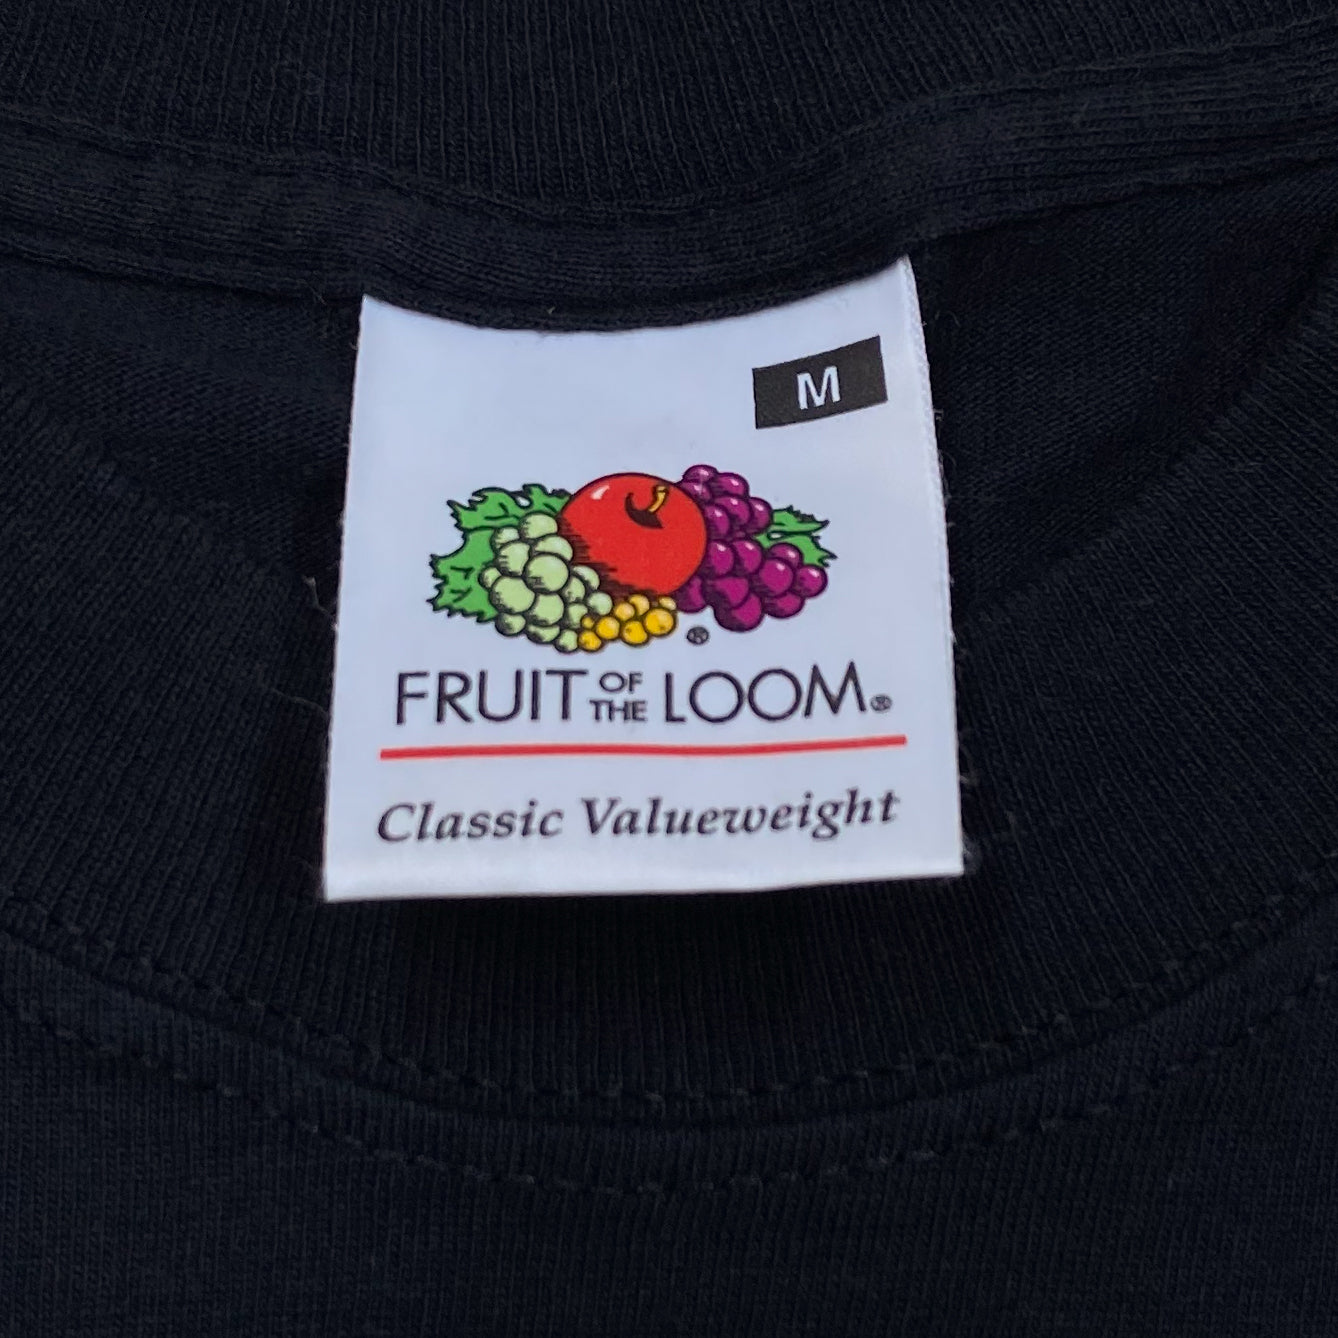 M
®
FRUIT OF THE LOOM®
Classic Valueweight